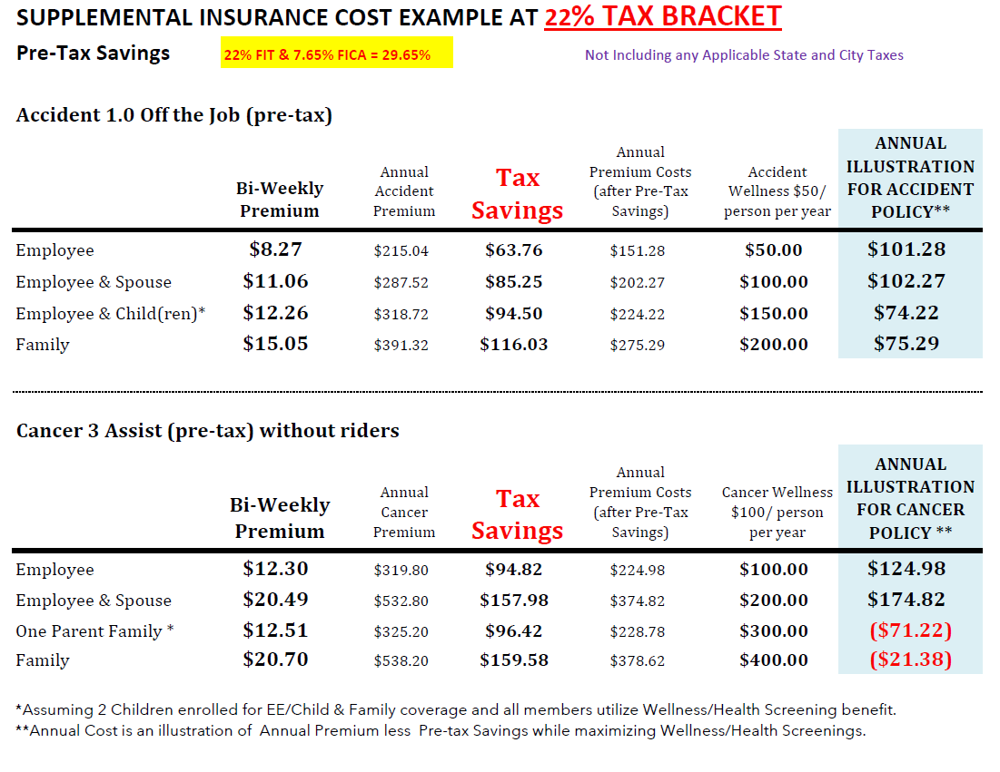 SUPPLEMENTAL INSURANCE COST EXAMPLE AT 22% TAX BRACKET
Pre-Tax Savings 22% FIT & 7.65% FICA = 29.65% Not Including any Applicable State and City Taxes
Accident 1.0 Off the Job (pre-tax)
Bi-Weekly
Premium
Annual
Accident
Premium
Tax
Savings
Annual
Premium Costs
(after Pre-Tax
Savings)
Accident
Wellness $50/
person per year
ANNUAL
ILLUSTRATION
FOR ACCIDENT
POLICY**
Employee $8.27 $215.04 $63.76 $151.28 $50.00 $101.28
Employee & Spouse $11.06 $287.52 $85.25 $202.27 $100.00 $102.27
Employee & Child(ren)* $12.26 $318.72 $94.50 $224.22 $150.00 $74.22
Family $15.05 $391.32 $116.03 $275.29 $200.00 $75.29
Cancer 3 Assist (pre-tax) without riders
Bi-Weekly
Premium
Annual
Cancer
Premium
Tax
Savings
Annual
Premium Costs
(after Pre-Tax
Savings)
Cancer Wellness
$100/ person
per year
ANNUAL
ILLUSTRATION
FOR CANCER
POLICY **
Employee $12.30 $319.80 $94.82 $224.98 $100.00 $124.98
Employee & Spouse $20.49 $532.80 $157.98 $374.82 $200.00 $174.82
One Parent Family * $12.51 $325.20 $96.42 $228.78 $300.00 ($71.22)
Family $20.70 $538.20 $159.58 $378.62 $400.00 ($21.38)
*Assuming 2 Children enrolled for EE/Child & Family coverage and all members utilize Wellness/Health Screening benefit.
**Annual Cost is an illustration of Annual Premium less Pre-tax Savings while maximizing Wellness/Health Screenings.